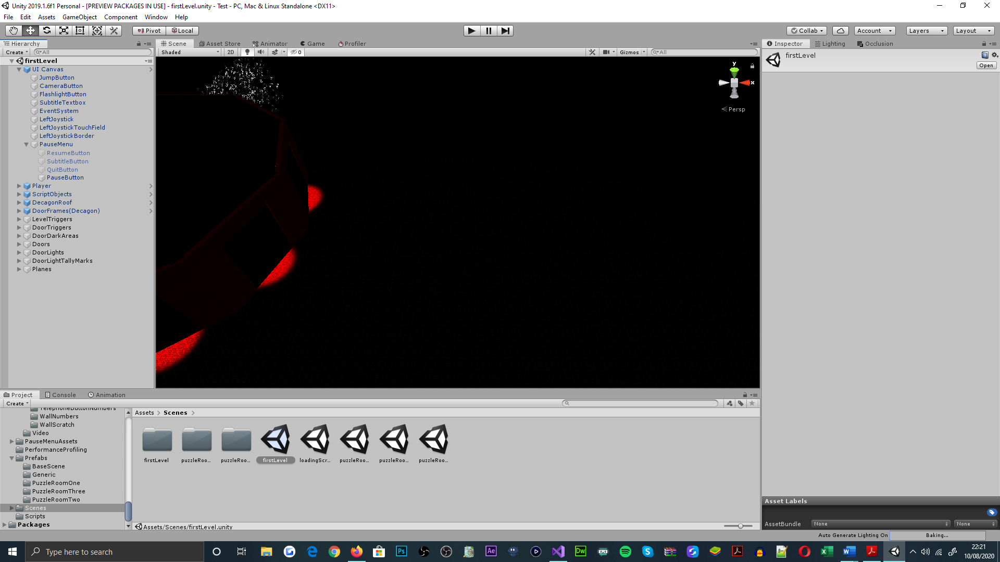 Unity 2019.1.6f1 Personal - [PREVIEW PACKAGES IN USE] - firstLevel.unity - Test - PC, Mac & Linux Standalone <DX11>
File Edit Assets GameObject Component Window Help
Pivot Local Collab Account Layers Layout
Hierarchy
Create All
firstLevel
UI Canvas
JumpButton
CameraButton
FlashlightButton
SubtitleTextbox
EventSystem
LeftJoystick
LeftJoystickTouchField
LeftJoystickBorder
PauseMenu
ResumeButton
SubtitleButton
QuitButton
PauseButton
Player
ScriptObjects
DecagonRoof
DoorFrames(Decagon)
LevelTriggers
DoorTriggers
DoorDarkAreas
Doors
DoorLights
DoorLightTallyMarks
Planes
Scene Asset Store Animator Game Profiler
Shaded 2D 0 Gizmos All
y
x
Persp
Inspector Lighting Occlusion
firstLevel
Open
Project Console Animation
Create
TelephoneButtonNumbers
WallNumbers
WallScratch
Video
PauseMenuAssets
PerformanceProfiling
Prefabs
BaseScene
Generic
PuzzleRoomOne
PuzzleRoomThree
PuzzleRoomTwo
Scenes
Scripts
Packages
Assets > Scenes >
firstLevel puzzleRoo... puzzleRoo... firstLevel loadingScr... puzzleRoo... puzzleRoo... puzzleRoo...
Assets/Scenes/firstLevel.unity
Asset Labels
AssetBundle None None
Auto Generate Lighting On Baking...
Type here to search
Ps Ae Dw
22:21
10/08/2020